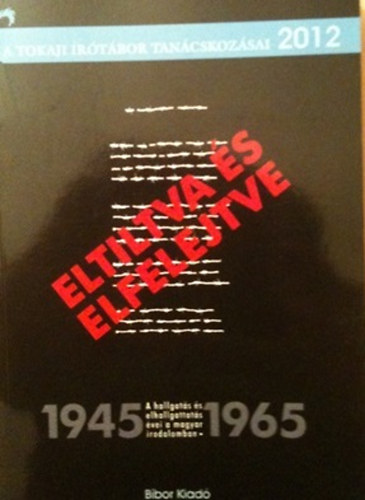 A TOKAJI ÍRÓTÁBOR TANÁCSKOZÁSAI 2012
ELTILTVA ÉS
ELFELEJTVE
1945 - 1965
A hallgatás és
elhallgattatás
évei a magyar
irodalomban -
Bíbor Kiadó